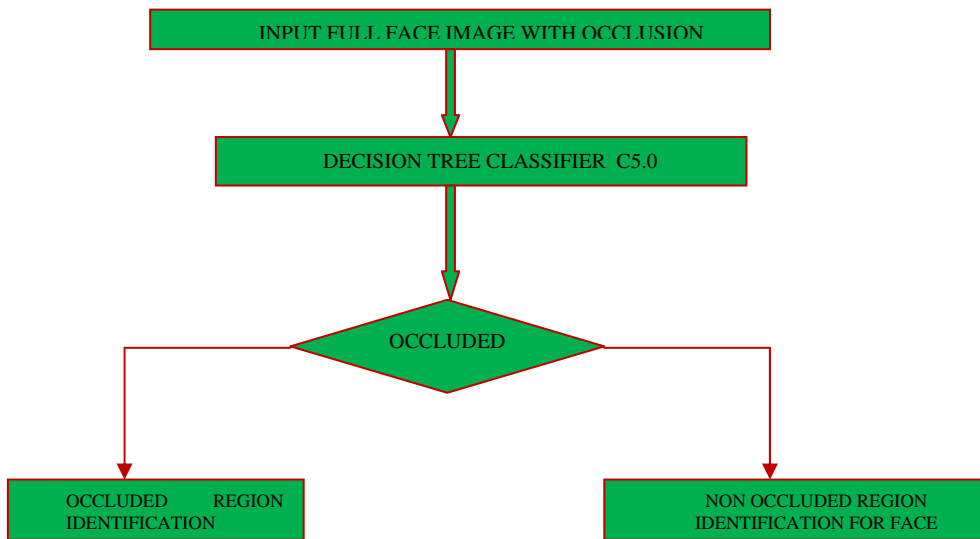 INPUT FULL FACE IMAGE WITH OCCLUSION
DECISION TREE CLASSIFIER C5.0
OCCLUDED
OCCLUDED REGION
IDENTIFICATION
NON OCCLUDED REGION
IDENTIFICATION FOR FACE